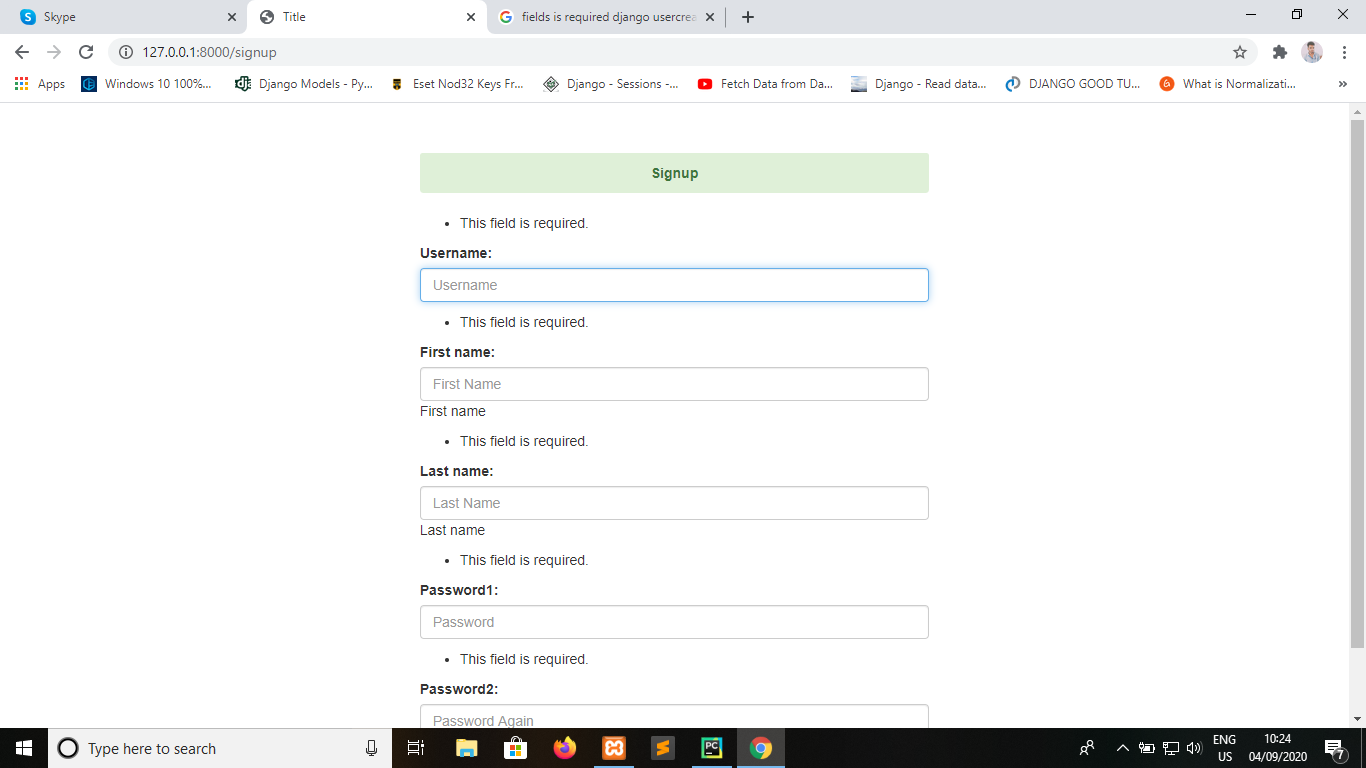 Skype
Title
fields is required django usercrea
127.0.0.1:8000/signup
Apps
Windows 10 100%...
Django Models - Py...
Eset Nod32 Keys Fr...
Django - Sessions -...
Fetch Data from Da...
Django - Read data...
DJANGO GOOD TU...
What is Normalizati...
Signup
• This field is required.
Username:
Username
• This field is required.
First name:
First Name
First name
• This field is required.
Last name:
Last Name
Last name
• This field is required.
Password1:
Password
• This field is required.
Password2:
Password Again
Type here to search
ENG
US
10:24
04/09/2020
7